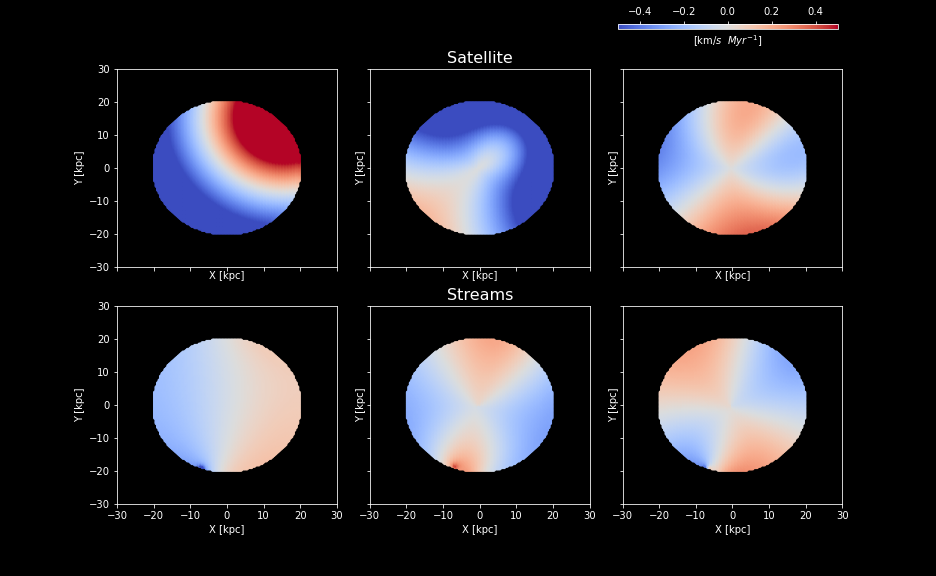 −0.4 −0.2 0.0 0.2 0.4
[km/s Myr⁻¹]
Satellite
30
20
10
0
−10
−20
−30
Y [kpc]
Y [kpc]
Y [kpc]
X [kpc]
X [kpc]
X [kpc]
Streams
30
20
10
0
−10
−20
−30
Y [kpc]
Y [kpc]
Y [kpc]
−30 −20 −10 0 10 20 30
−30 −20 −10 0 10 20 30
−30 −20 −10 0 10 20 30
X [kpc]
X [kpc]
X [kpc]